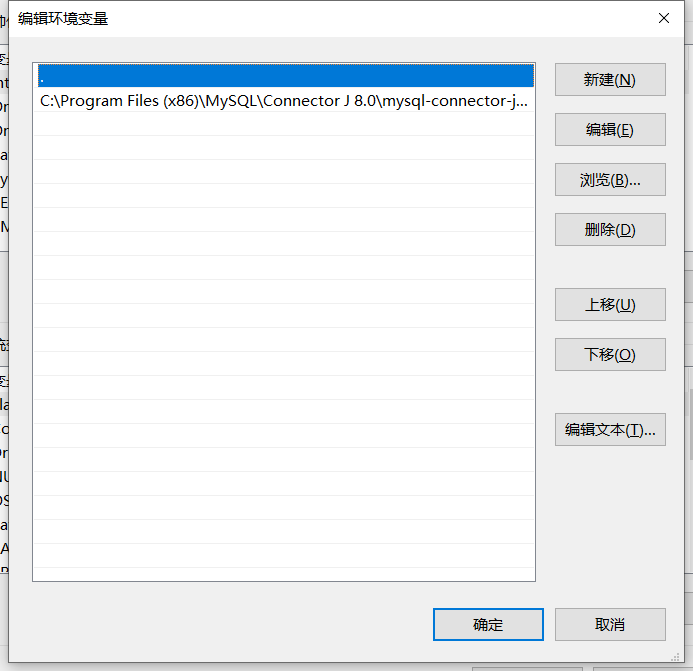 编辑环境变量
.
C:\Program Files (x86)\MySQL\Connector J 8.0\mysql-connector-j...
新建(N)
编辑(E)
浏览(B)...
删除(D)
上移(U)
下移(O)
编辑文本(T)...
确定
取消